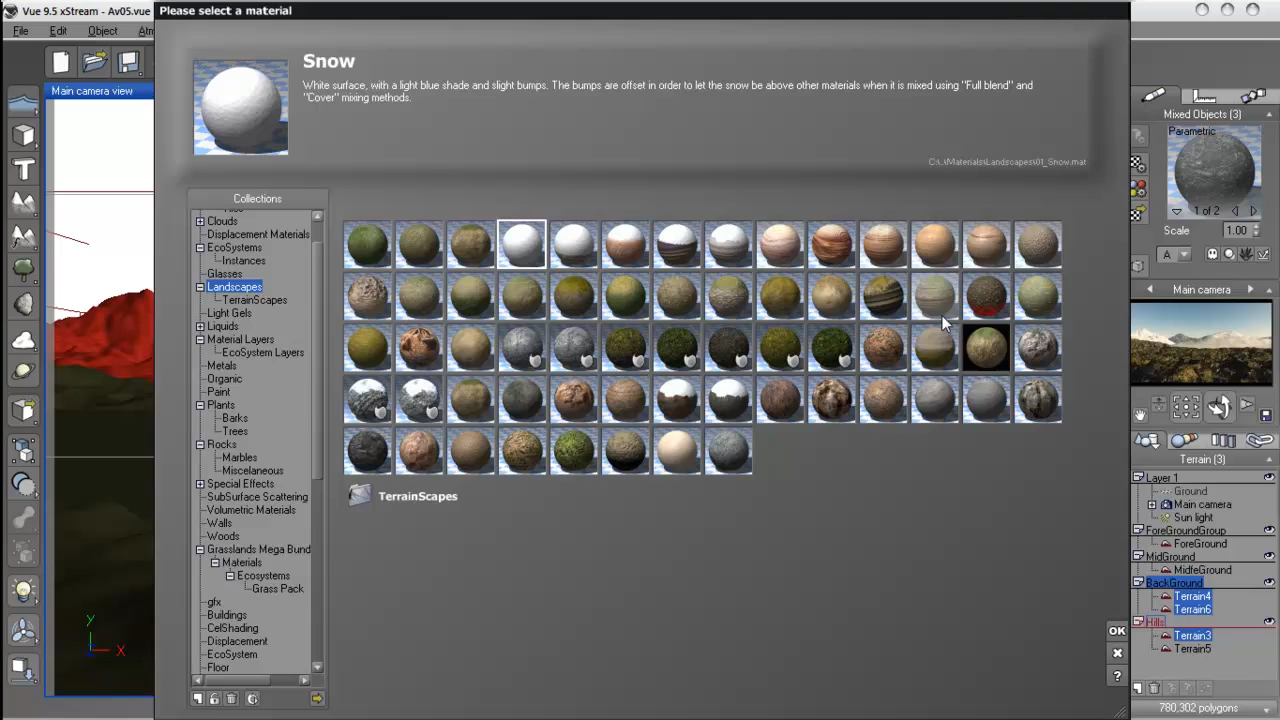 Vue 9.5 xStream - Av05.vue
Please select a material
File Edit Object
Snow
White surface, with a light blue shade and slight bumps. The bumps are offset in order to let the snow be above other materials when it is mixed using "Full blend" and
"Cover" mixing methods.
C:\..\Materials\Landscapes\01_Snow.mat
Main camera view
Collections
Clouds
Displacement Materials
EcoSystems
Instances
Glasses
Landscapes
TerrainScapes
Light Gels
Liquids
Material Layers
EcoSystem Layers
Metals
Organic
Paint
Plants
Barks
Trees
Rocks
Marbles
Miscellaneous
Special Effects
SubSurface Scattering
Volumetric Materials
Walls
Woods
Grasslands Mega Bund
Materials
Ecosystems
Grass Pack
gfx
Buildings
CelShading
Displacement
EcoSystem
Floor
TerrainScapes
OK
?
Y
X
Mixed Objects (3)
Parametric
1 of 2
Scale 1.00
A
Main camera
Terrain (3)
Layer 1
Ground
Main camera
Sun light
ForeGroundGroup
ForeGround
MidGround
MidfeGround
BackGround
Terrain4
Terrain6
Hills
Terrain3
Terrain5
780,302 polygons